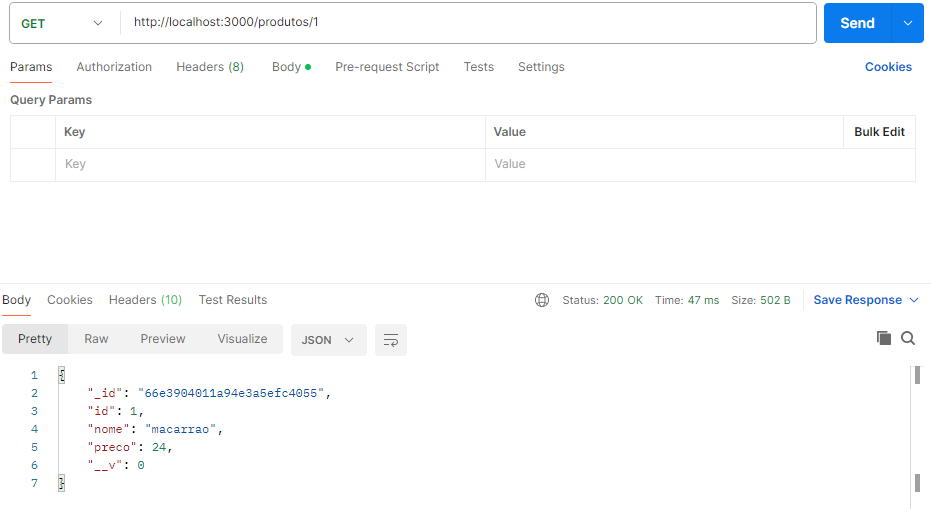 GET http://localhost:3000/produtos/1 Send
Params Authorization Headers (8) Body Pre-request Script Tests Settings Cookies
Query Params
Key Value Bulk Edit
Key Value
Body Cookies Headers (10) Test Results Status: 200 OK Time: 47 ms Size: 502 B Save Response
Pretty Raw Preview Visualize JSON
1 {
2 "_id": "66e3904011a94e3a5efc4055",
3 "id": 1,
4 "nome": "macarrao",
5 "preco": 24,
6 "__v": 0
7 }